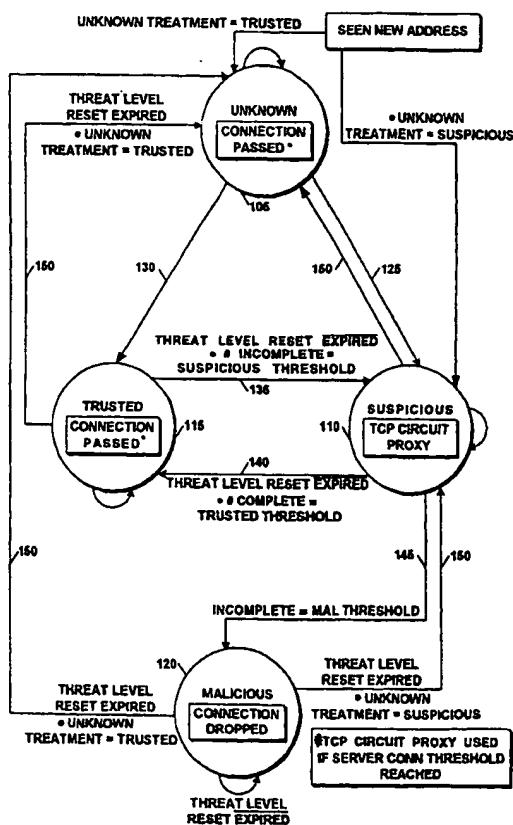 UNKNOWN TREATMENT = TRUSTED
SEEN NEW ADDRESS
THREAT LEVEL
RESET EXPIRED
• UNKNOWN
TREATMENT = TRUSTED
UNKNOWN
CONNECTION
PASSED*
• UNKNOWN
TREATMENT = SUSPICIOUS
105
150
130
150
125
THREAT LEVEL RESET EXPIRED
• # INCOMPLETE =
SUSPICIOUS THRESHOLD
135
TRUSTED
CONNECTION
PASSED*
115
SUSPICIOUS
TCP CIRCUIT
PROXY
110
140
THREAT LEVEL RESET EXPIRED
• # COMPLETE =
TRUSTED THRESHOLD
150
145
150
INCOMPLETE = MAL THRESHOLD
120
THREAT LEVEL
RESET EXPIRED
• UNKNOWN
TREATMENT = TRUSTED
MALICIOUS
CONNECTION
DROPPED
THREAT LEVEL
RESET EXPIRED
• UNKNOWN
TREATMENT = SUSPICIOUS
THREAT LEVEL
RESET EXPIRED
*TCP CIRCUIT PROXY USED
IF SERVER CONN THRESHOLD
REACHED